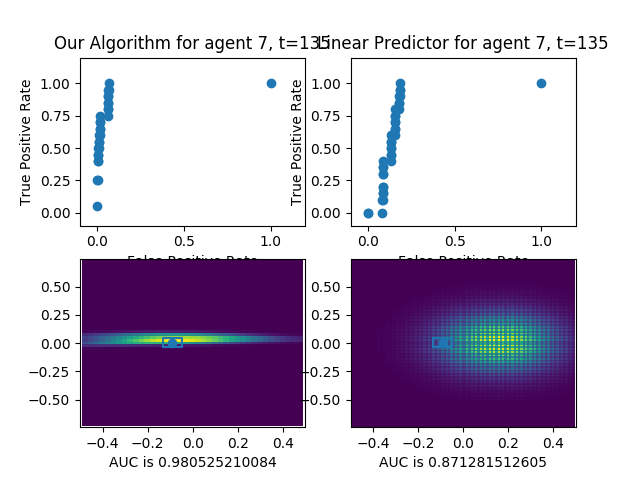 Our Algorithm for agent 7, t=135
Linear Predictor for agent 7, t=135
True Positive Rate
1.00
0.75
0.50
0.25
0.00
0.0 0.5 1.0
False Positive Rate
True Positive Rate
1.00
0.75
0.50
0.25
0.00
0.0 0.5 1.0
False Positive Rate
0.50
0.25
0.00
−0.25
−0.50
−0.4 −0.2 0.0 0.2 0.4
AUC is 0.980525210084
0.50
0.25
0.00
−0.25
−0.50
−0.4 −0.2 0.0 0.2 0.4
AUC is 0.871281512605